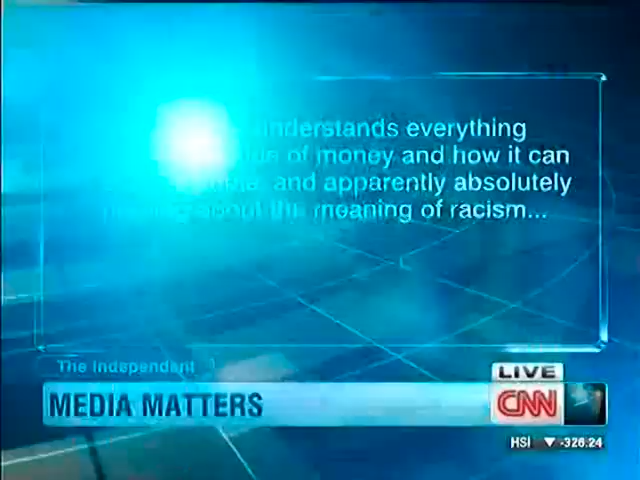 understands everything
of money and how it can
and apparently absolutely
about the meaning of racism...
The Independent
MEDIA MATTERS
LIVE
CNN
HSI ▼ -326.24